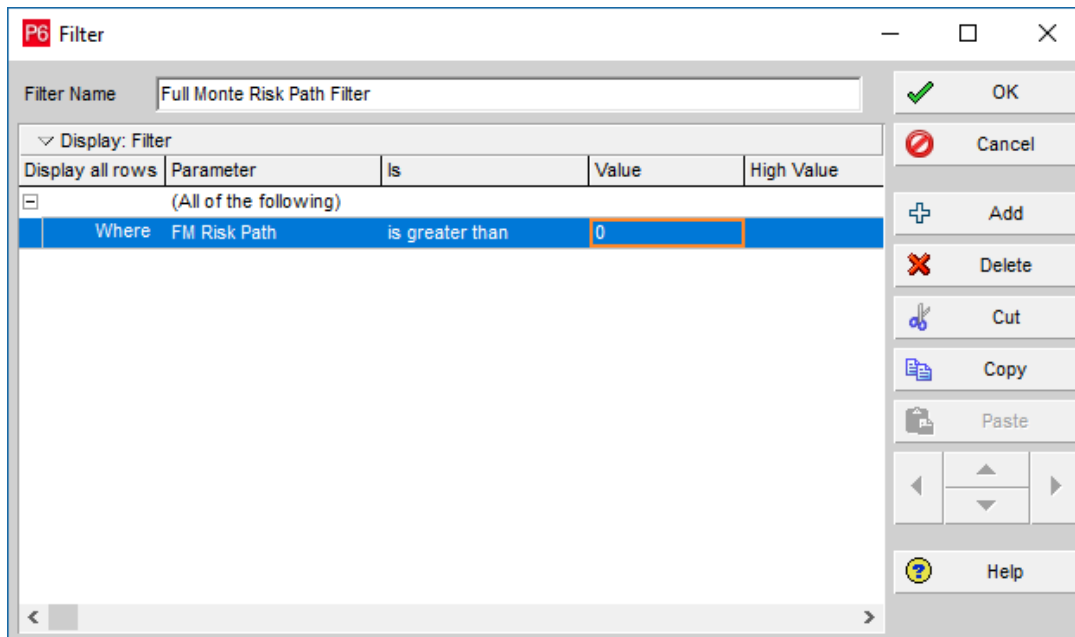 P6 Filter
Filter Name Full Monte Risk Path Filter
Display: Filter
Display all rows Parameter Is Value High Value
(All of the following)
Where FM Risk Path is greater than 0
OK
Cancel
Add
Delete
Cut
Copy
Paste
Help